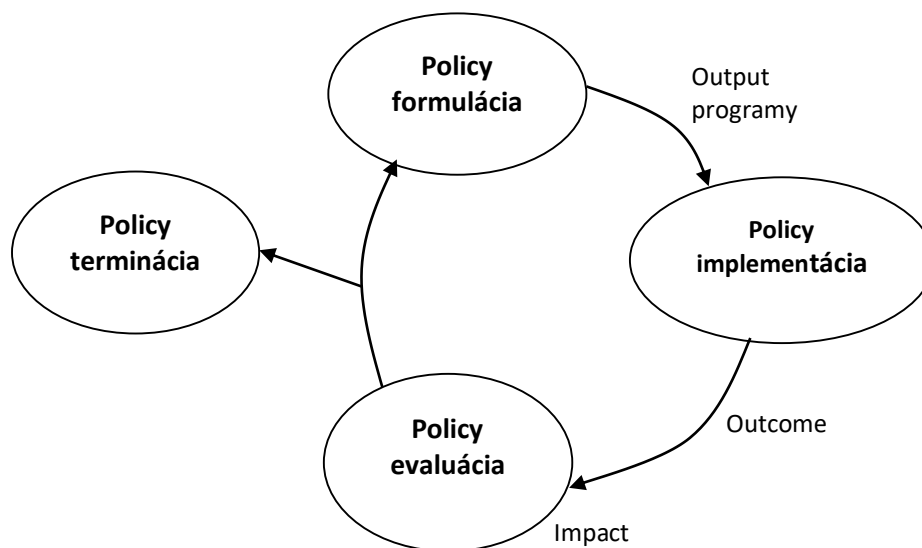 Policy
formulácia
Output
programy
Policy
terminácia
Policy
implementácia
Outcome
Policy
evaluácia
Impact